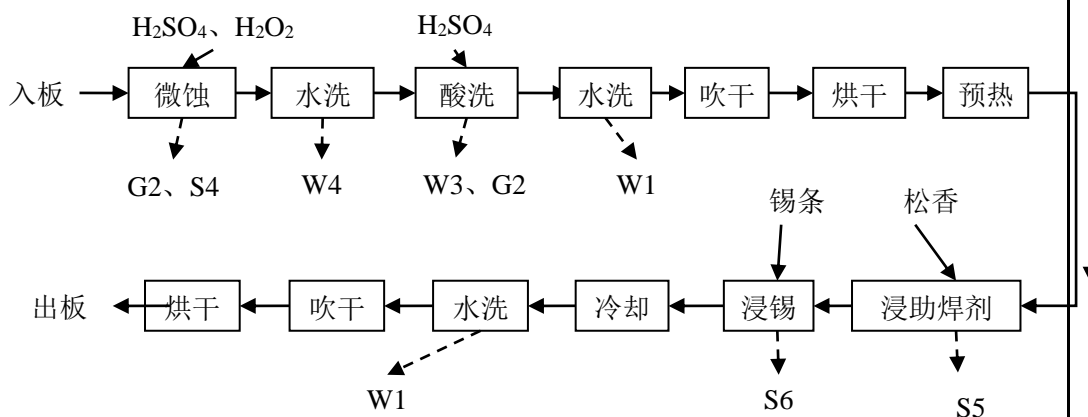 H₂SO₄、H₂O₂
H₂SO₄
入板
微蚀
水洗
酸洗
水洗
吹干
烘干
预热
G2、S4
W4
W3、G2
W1
锡条
松香
出板
烘干
吹干
水洗
冷却
浸锡
浸助焊剂
W1
S6
S5